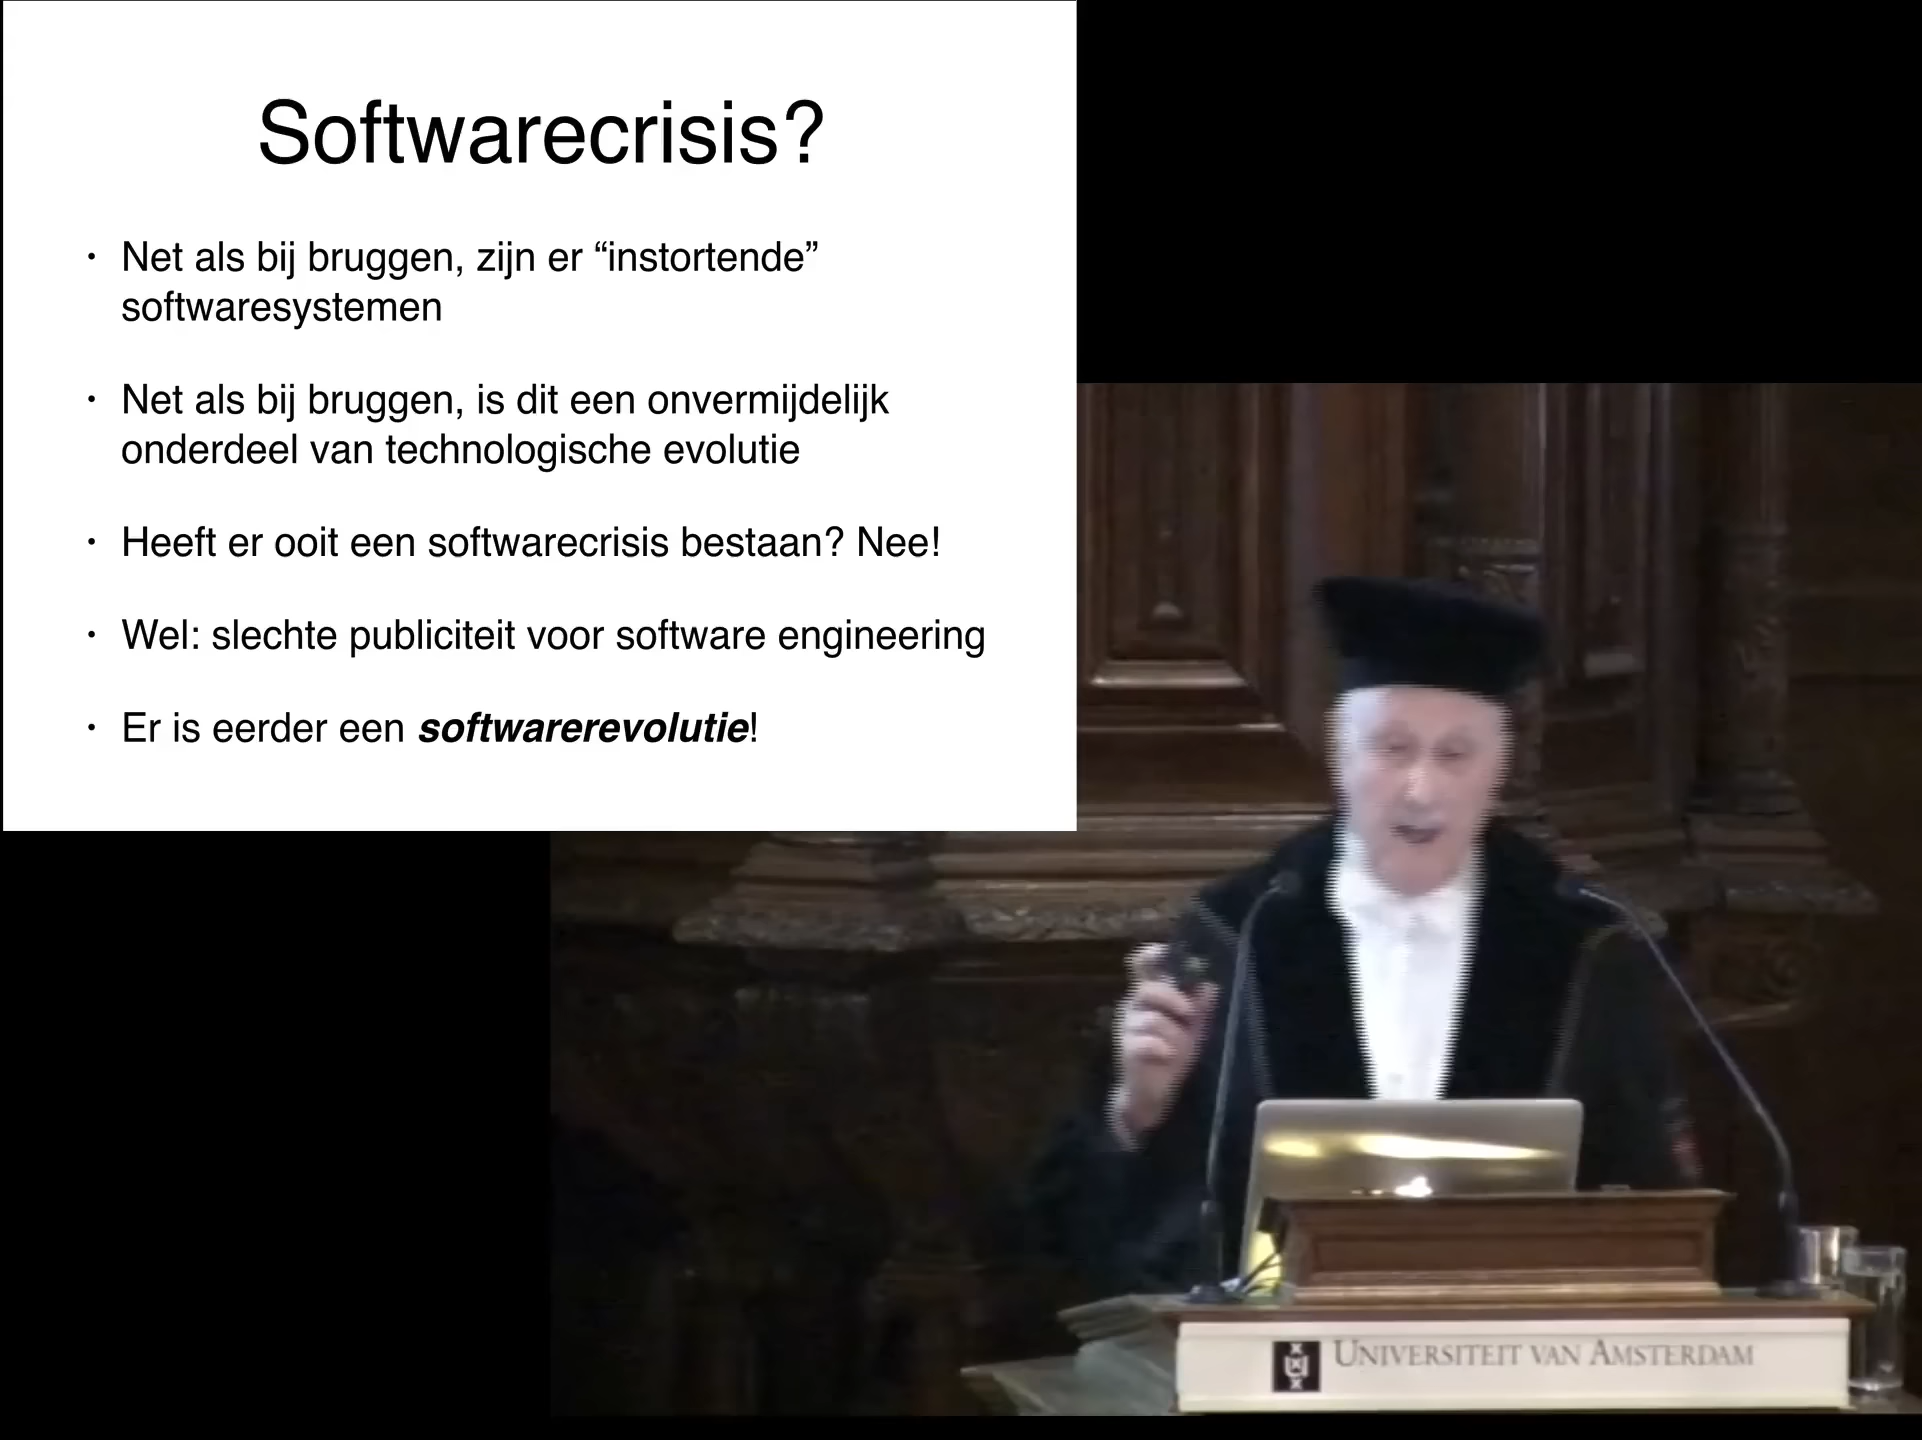 Softwarecrisis?
• Net als bij bruggen, zijn er “instortende”
softwaresystemen
• Net als bij bruggen, is dit een onvermijdelijk
onderdeel van technologische evolutie
• Heeft er ooit een softwarecrisis bestaan? Nee!
• Wel: slechte publiciteit voor software engineering
• Er is eerder een softwarerevolutie!
UNIVERSITEIT VAN AMSTERDAM